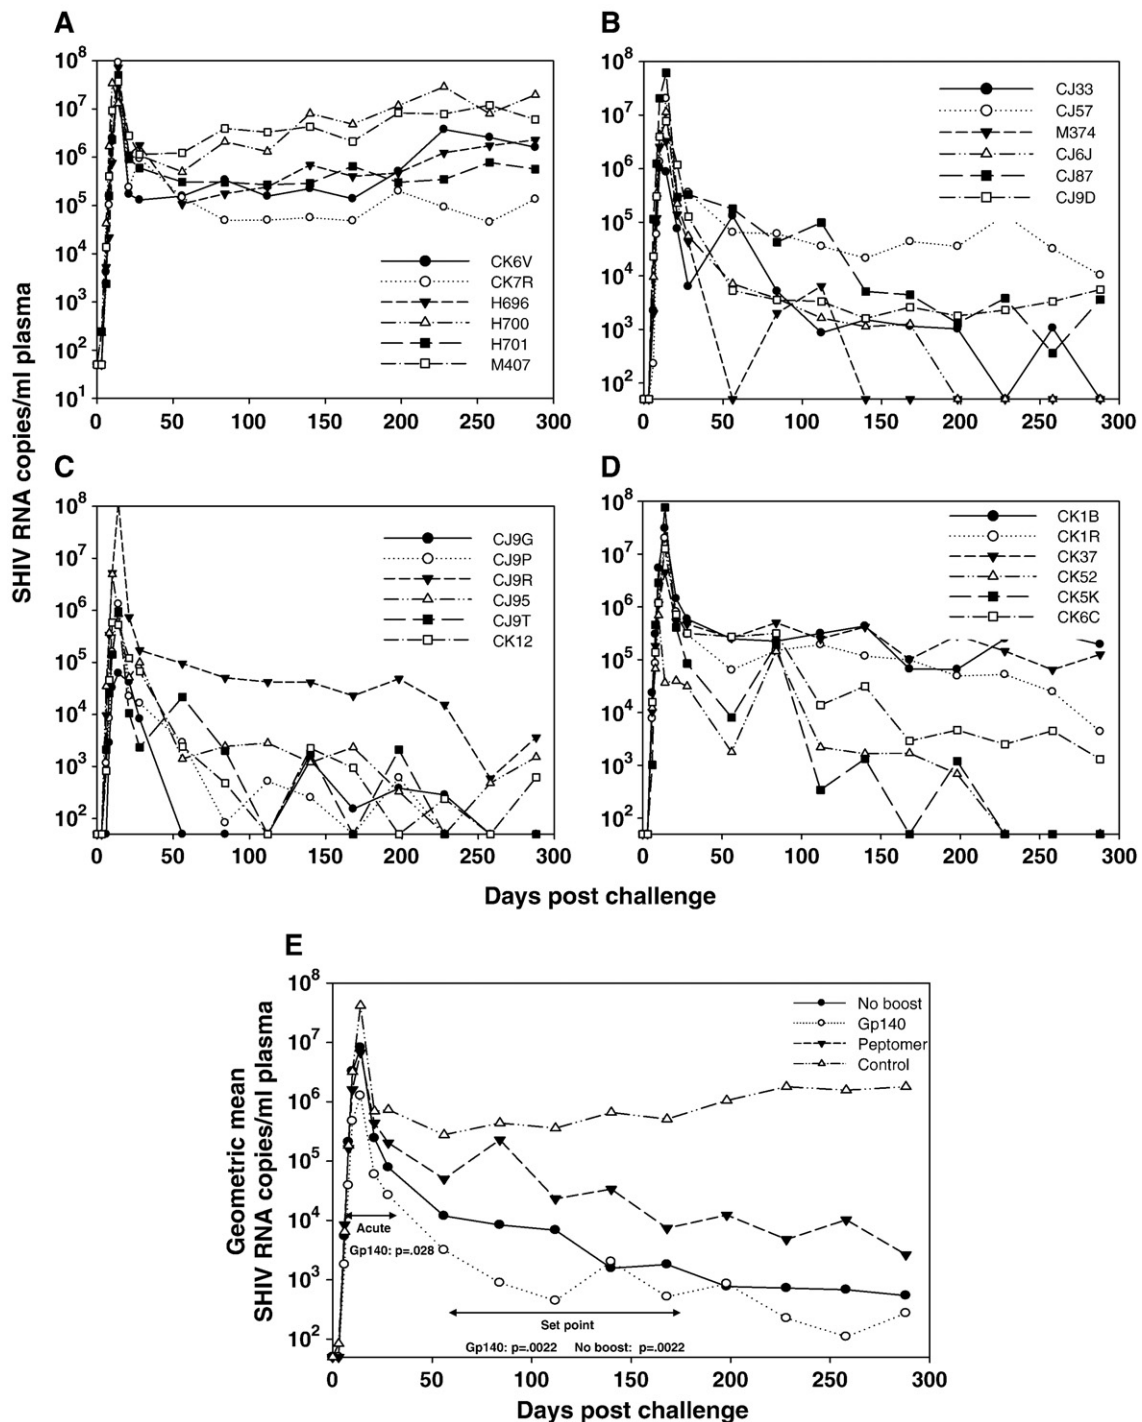 A
B
10^8
10^7
10^6
10^5
10^4
10^3
10^2
10^1
0 50 100 150 200 250 300
CK6V
CK7R
H696
H700
H701
M407
10^8
10^7
10^6
10^5
10^4
10^3
10^2
0 50 100 150 200 250 300
CJ33
CJ57
M374
CJ6J
CJ87
CJ9D
SHIV RNA copies/ml plasma
C
D
10^8
10^7
10^6
10^5
10^4
10^3
10^2
0 50 100 150 200 250 300
CJ9G
CJ9P
CJ9R
CJ95
CJ9T
CK12
10^8
10^7
10^6
10^5
10^4
10^3
10^2
0 50 100 150 200 250 300
CK1B
CK1R
CK37
CK52
CK5K
CK6C
Days post challenge
E
Geometric mean
SHIV RNA copies/ml plasma
10^8
10^7
10^6
10^5
10^4
10^3
10^2
No boost
Gp140
Peptomer
Control
Acute
Gp140: p=.028
Set point
Gp140: p=.0022 No boost: p=.0022
0 50 100 150 200 250 300
Days post challenge